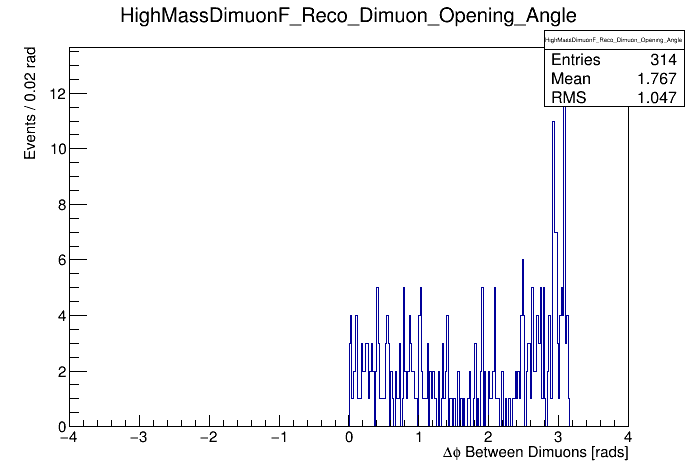 HighMassDimuonF_Reco_Dimuon_Opening_Angle
HighMassDimuonF_Reco_Dimuon_Opening_Angle
Entries 314
Mean 1.767
RMS 1.047
Events / 0.02 rad
12
10
8
6
4
2
0
−4 −3 −2 −1 0 1 2 3 4
Δϕ Between Dimuons [rads]